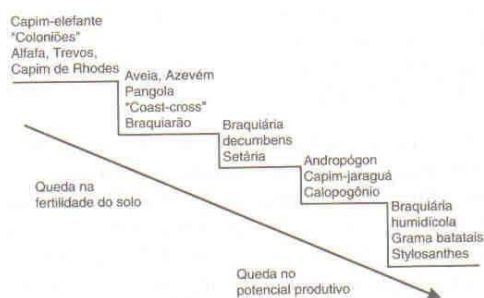 Capim-elefante
"Coloniões"
Alfafa, Trevos,
Capim de Rhodes
Aveia, Azevém
Pangola
"Coast-cross"
Braquiarão
Braquiária
decumbens
Setária
Andropógon
Capim-jaraguá
Calopogônio
Braquiária
humidícola
Grama batatais
Stylosanthes
Queda na
fertilidade do solo
Queda no
potencial produtivo